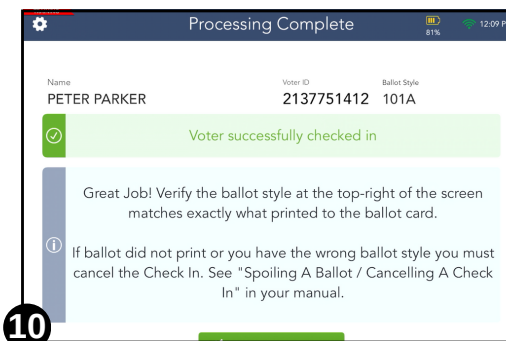 Processing Complete
81%
12:09 P
Name
PETER PARKER
Voter ID
2137751412
Ballot Style
101A
Voter successfully checked in
Great Job! Verify the ballot style at the top-right of the screen
matches exactly what printed to the ballot card.
If ballot did not print or you have the wrong ballot style you must
cancel the Check In. See "Spoiling A Ballot / Cancelling A Check
In" in your manual.
10